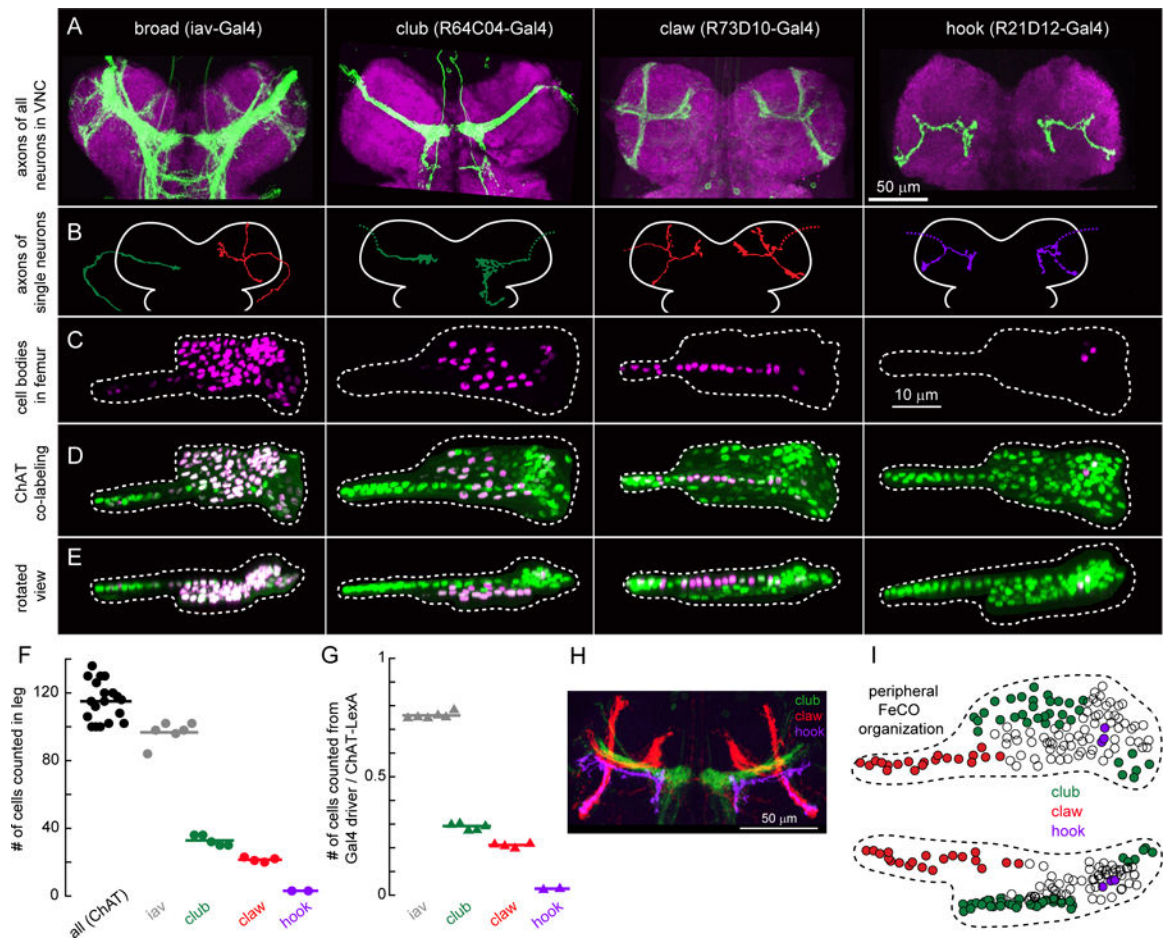 A
broad (iav-Gal4)
club (R64C04-Gal4)
claw (R73D10-Gal4)
hook (R21D12-Gal4)
axons of all
neurons in VNC
50 μm
B
axons of
single neurons
C
cell bodies
in femur
10 μm
D
ChAT
co-labeling
E
rotated
view
F
# of cells counted in leg
120
80
40
0
all (ChAT)
iav
club
claw
hook
G
# of cells counted from
Gal4 driver / ChAT-LexA
1
0.5
0
iav
club
claw
hook
H
club
claw
hook
50 μm
I
peripheral
FeCO
organization
club
claw
hook